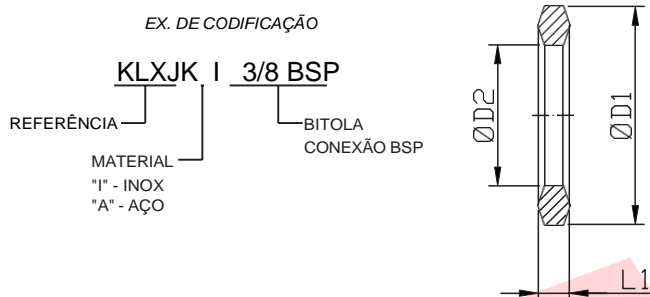 EX. DE CODIFICAÇÃO
KLXJK I 3/8 BSP
REFERÊNCIA
BITOLA
CONEXÃO BSP
MATERIAL
"I" - INOX
"A" - AÇO
ØD2
ØD1
L1